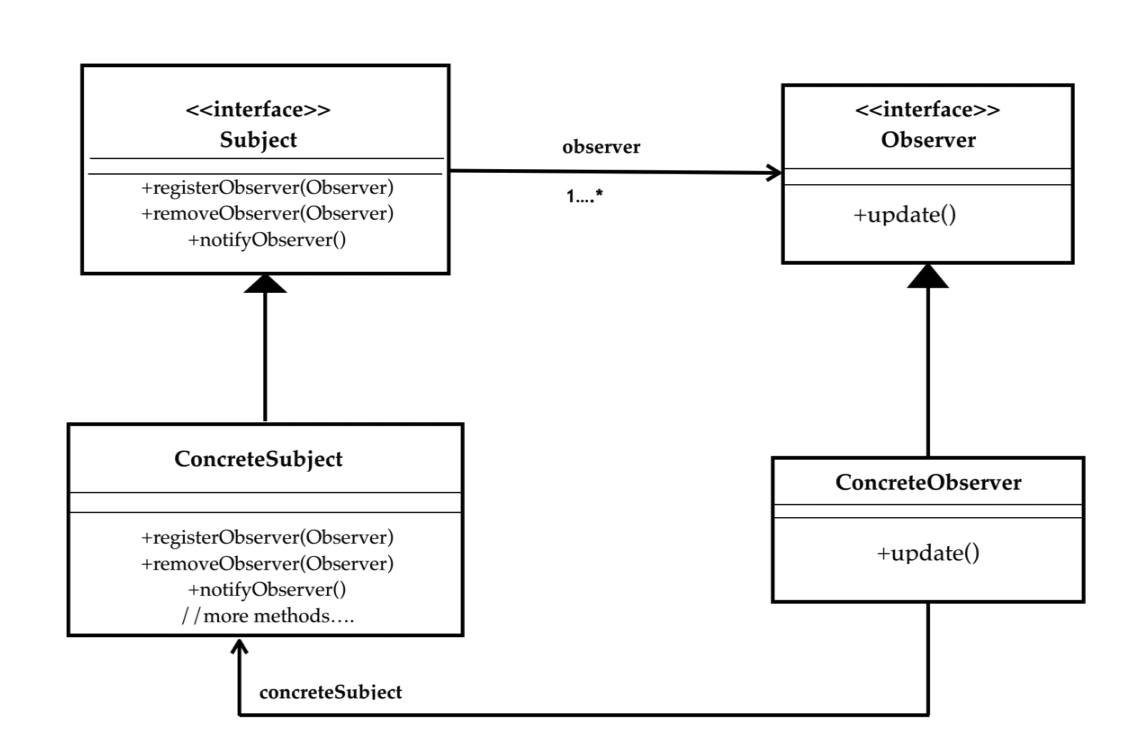 <<interface>>
Subject
+registerObserver(Observer)
+removeObserver(Observer)
+notifyObserver()
observer
1....*
<<interface>>
Observer
+update()
ConcreteSubject
+registerObserver(Observer)
+removeObserver(Observer)
+notifyObserver()
//more methods....
ConcreteObserver
+update()
concreteSubject